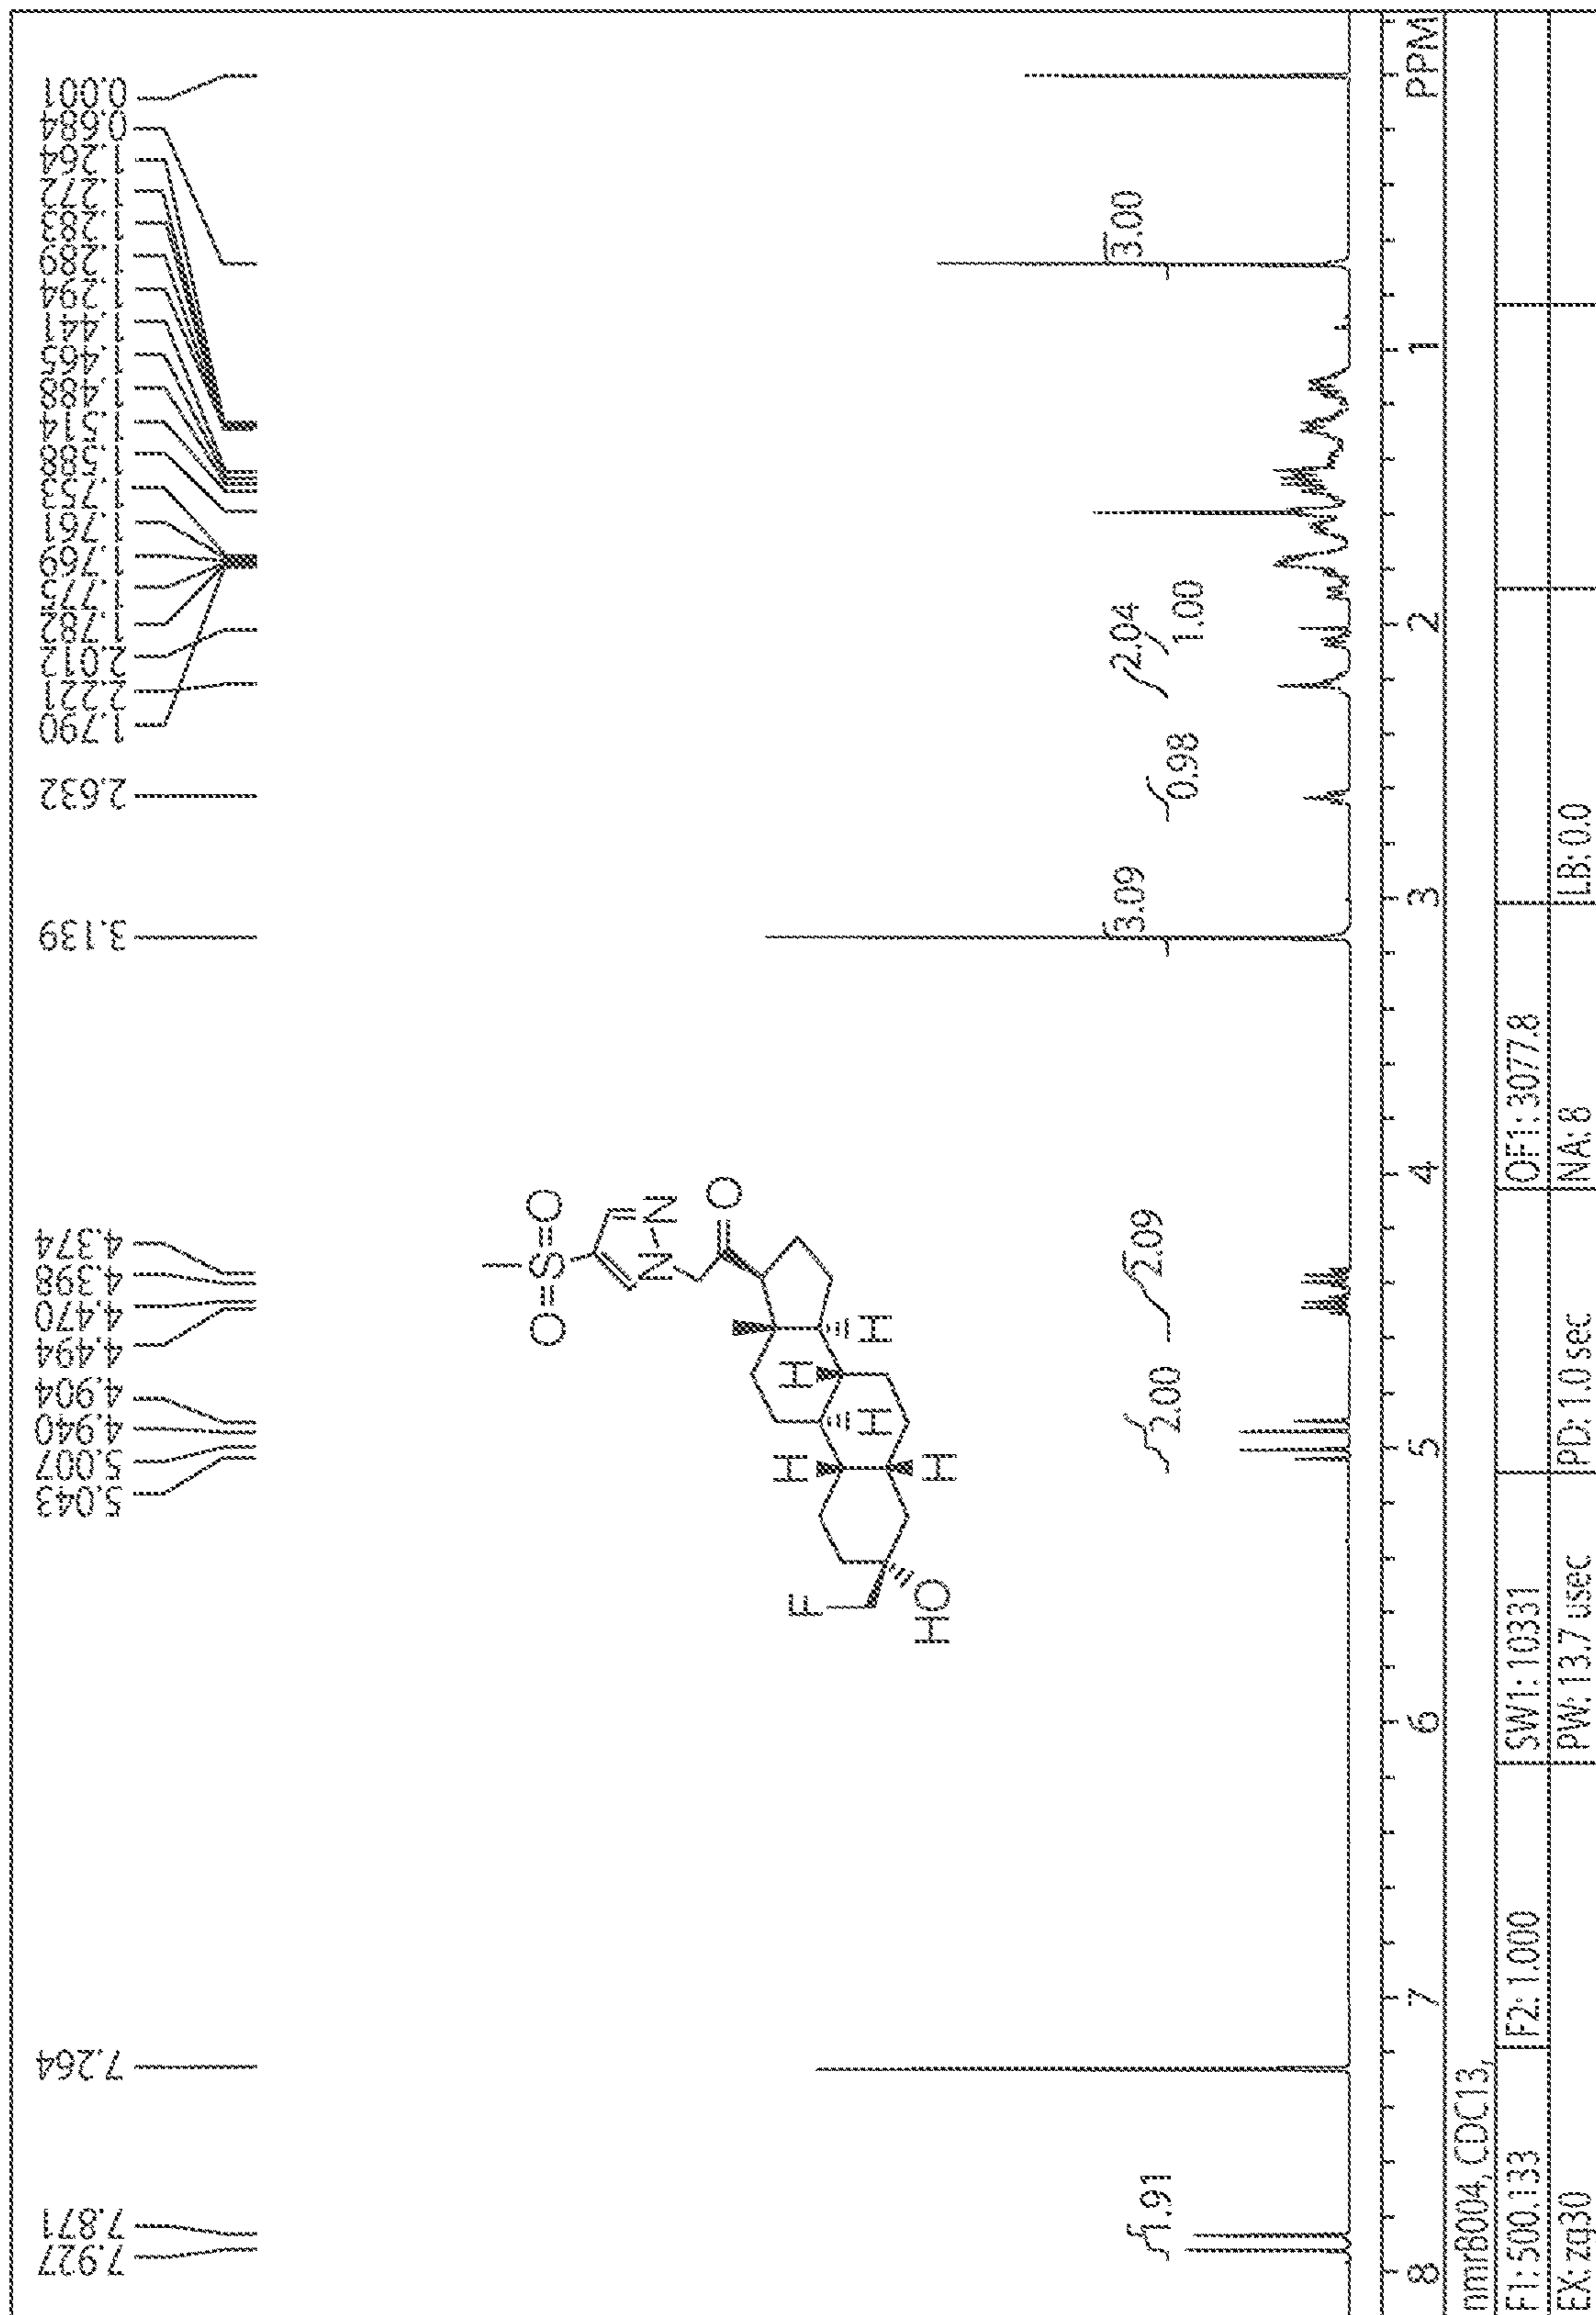 7.927
7.871
7.264
5.043
5.007
4.940
4.904
4.494
4.470
4.398
4.374
3.139
2.632
1.790
2.221
2.012
1.782
1.775
1.769
1.761
1.753
1.588
1.514
1.488
1.465
1.441
1.294
1.289
1.283
1.272
1.264
0.684
0.001
O=S=O
N
N
O
H
H
H
H
H
F
HO
1.91
2.00
2.09
3.09
0.98
2.04
1.00
3.00
8 7 6 5 4 3 2 1 PPM
nmrB004, CDC13,
F1: 500.133 F2: 1.000 SW1: 10331 OF1: 3077.8
EX: zg30 PW: 13.7 usec PD: 1.0 sec NA: 8 LB: 0.0